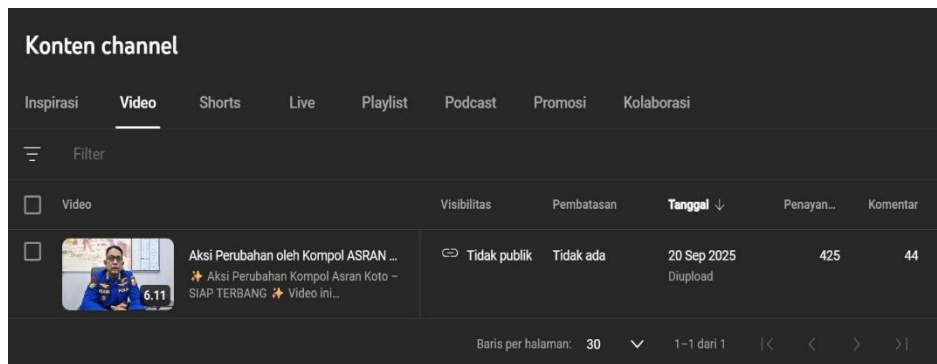 Konten channel
Inspirasi Video Shorts Live Playlist Podcast Promosi Kolaborasi
Filter
Video Visibilitas Pembatasan Tanggal ↓ Penayan... Komentar
Aksi Perubahan oleh Kompol ASRAN ... Tidak publik Tidak ada 20 Sep 2025 425 44
✨ Aksi Perubahan Kompol Asran Koto – Diupload
SIAP TERBANG ✨ Video ini...
6.11
Baris per halaman: 30 1–1 dari 1